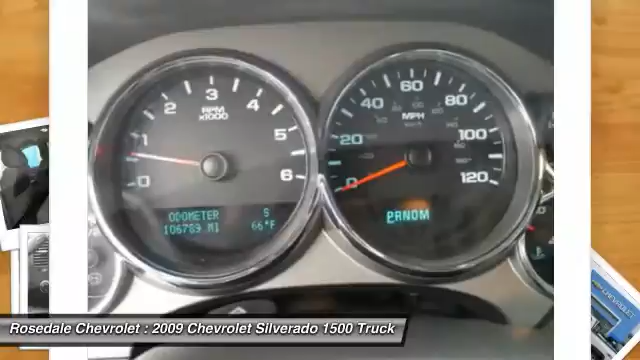 0 1 2 3 4 5 6
RPM
x1000
ODOMETER S
106789 MI 66°F
0 20 40 60 80 100 120
MPH
PRNDM
Rosedale Chevrolet : 2009 Chevrolet Silverado 1500 Truck